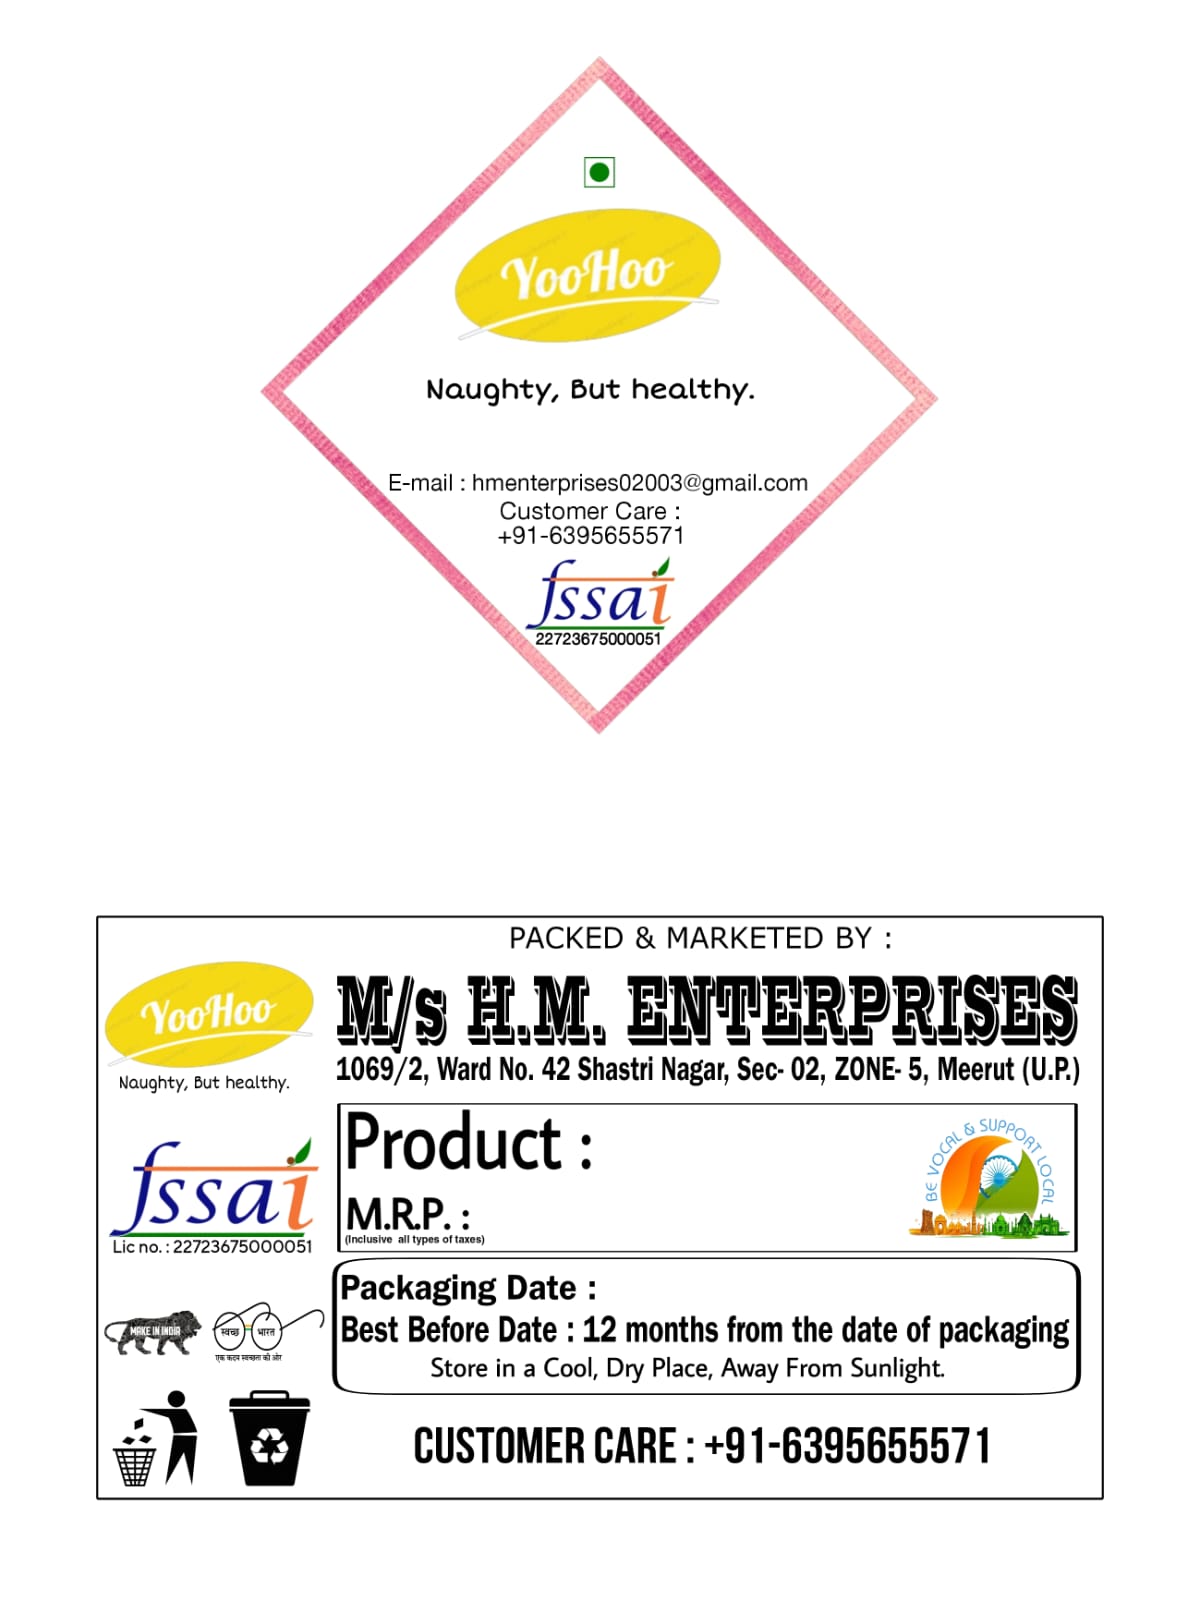 YooHoo
Naughty, But healthy.
E-mail : hmenterprises02003@gmail.com
Customer Care :
+91-6395655571
fssai
22723675000051
PACKED & MARKETED BY :
YooHoo
Naughty, But healthy.
M/s H.M. ENTERPRISES
1069/2, Ward No. 42 Shastri Nagar, Sec- 02, ZONE- 5, Meerut (U.P.)
fssai
Lic no. : 22723675000051
Product :
M.R.P. :
(Inclusive all types of taxes)
BE VOCAL & SUPPORT LOCAL
MAKE IN INDIA
स्वच्छ भारत
एक कदम स्वच्छता की ओर
Packaging Date :
Best Before Date : 12 months from the date of packaging
Store in a Cool, Dry Place, Away From Sunlight.
CUSTOMER CARE : +91-6395655571